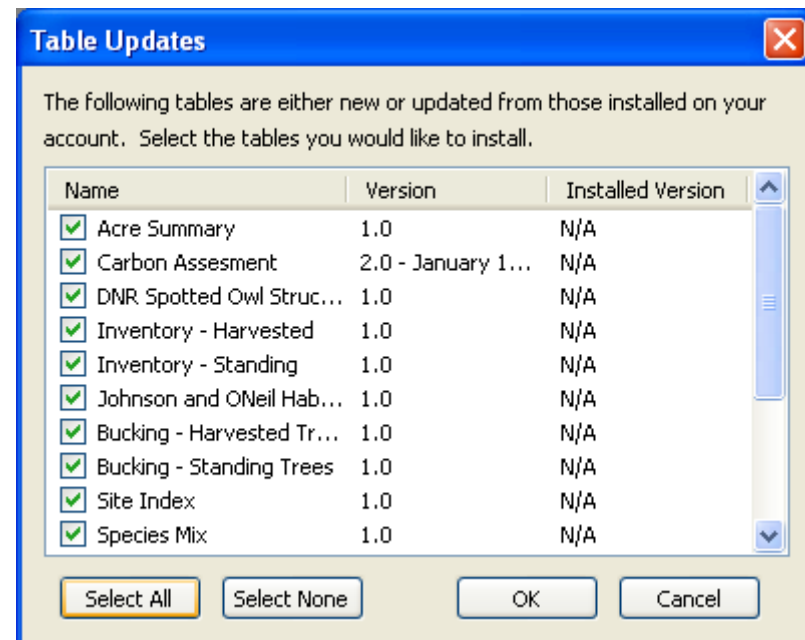 Table Updates
The following tables are either new or updated from those installed on your
account. Select the tables you would like to install.
Name Version Installed Version
Acre Summary 1.0 N/A
Carbon Assesment 2.0 - January 1... N/A
DNR Spotted Owl Struc... 1.0 N/A
Inventory - Harvested 1.0 N/A
Inventory - Standing 1.0 N/A
Johnson and ONeil Hab... 1.0 N/A
Bucking - Harvested Tr... 1.0 N/A
Bucking - Standing Trees 1.0 N/A
Site Index 1.0 N/A
Species Mix 1.0 N/A
Select All Select None OK Cancel